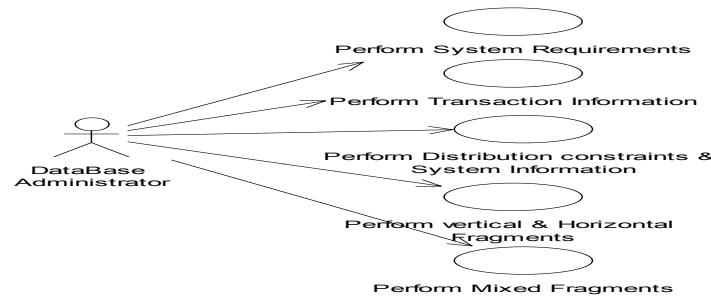 Perform System Requirements
Perform Transaction Information
DataBase
Administrator
Perform Distribution constraints &
System Information
Perform vertical & Horizontal
Fragments
Perform Mixed Fragments